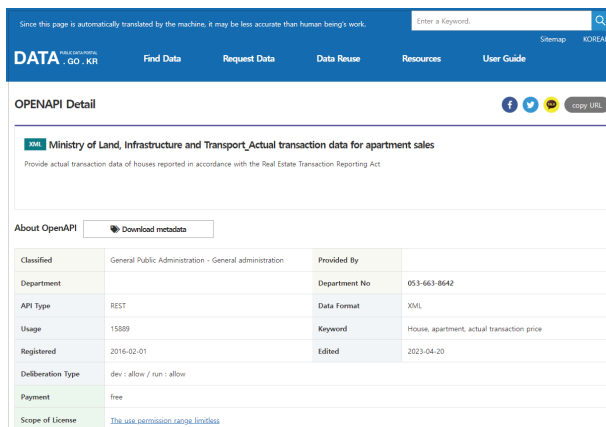 Since this page is automatically translated by the machine, it may be less accurate than human being's work.
Enter a Keyword.
Sitemap KOREAN
DATA PUBLIC DATA PORTAL . GO . KR
Find Data Request Data Data Reuse Resources User Guide
OPENAPI Detail
copy URL
XML Ministry of Land, Infrastructure and Transport_Actual transaction data for apartment sales
Provide actual transaction data of houses reported in accordance with the Real Estate Transaction Reporting Act
About OpenAPI Download metadata
Classified General Public Administration - General administration Provided By
Department Department No 053-663-8642
API Type REST Data Format XML
Usage 15889 Keyword House, apartment, actual transaction price
Registered 2016-02-01 Edited 2023-04-20
Deliberation Type dev : allow / run : allow
Payment free
Scope of License The use permission range limitless